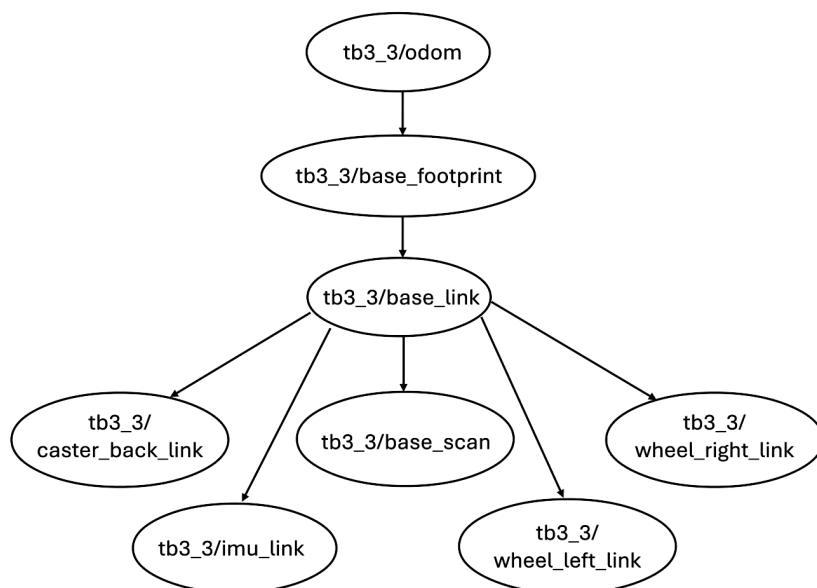 tb3_3/odom
tb3_3/base_footprint
tb3_3/base_link
tb3_3/
caster_back_link
tb3_3/base_scan
tb3_3/
wheel_right_link
tb3_3/imu_link
tb3_3/
wheel_left_link